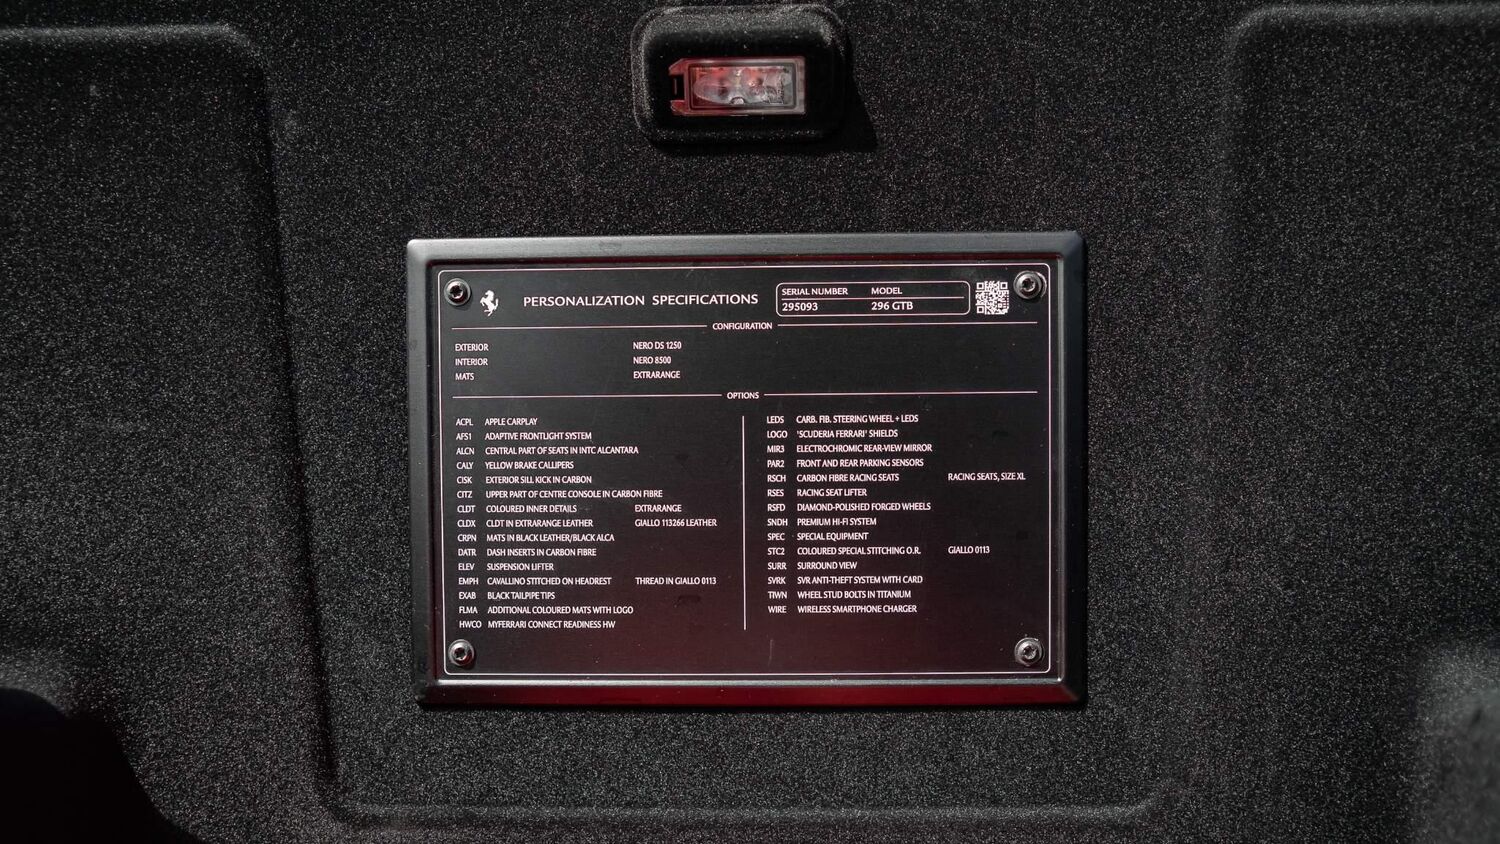 PERSONALIZATION SPECIFICATIONS
SERIAL NUMBER MODEL
295093 296 GTB
CONFIGURATION
EXTERIOR NERO DS 1250
INTERIOR NERO 8500
MATS EXTRARANGE
OPTIONS
ACPL APPLE CARPLAY
AFS1 ADAPTIVE FRONTLIGHT SYSTEM
ALCN CENTRAL PART OF SEATS IN INTC ALCANTARA
CALY YELLOW BRAKE CALLIPERS
CISK EXTERIOR SILL KICK IN CARBON
CITZ UPPER PART OF CENTRE CONSOLE IN CARBON FIBRE
CLDT COLOURED INNER DETAILS EXTRARANGE
CLDX CLDT IN EXTRARANGE LEATHER GIALLO 113266 LEATHER
CRPN MATS IN BLACK LEATHER/BLACK ALCA
DATR DASH INSERTS IN CARBON FIBRE
ELEV SUSPENSION LIFTER
EMPH CAVALLINO STITCHED ON HEADREST THREAD IN GIALLO 0113
EXAB BLACK TAILPIPE TIPS
FLMA ADDITIONAL COLOURED MATS WITH LOGO
HWCO MYFERRARI CONNECT READINESS HW
LEDS CARB. FIB. STEERING WHEEL + LEDS
LOGO 'SCUDERIA FERRARI' SHIELDS
MIR3 ELECTROCHROMIC REAR-VIEW MIRROR
PAR2 FRONT AND REAR PARKING SENSORS
RSCH CARBON FIBRE RACING SEATS RACING SEATS, SIZE XL
RSES RACING SEAT LIFTER
RSFD DIAMOND-POLISHED FORGED WHEELS
SNDH PREMIUM HI-FI SYSTEM
SPEC SPECIAL EQUIPMENT
STC2 COLOURED SPECIAL STITCHING O.R. GIALLO 0113
SURR SURROUND VIEW
SVRK SVR ANTI-THEFT SYSTEM WITH CARD
TIWN WHEEL STUD BOLTS IN TITANIUM
WIRE WIRELESS SMARTPHONE CHARGER